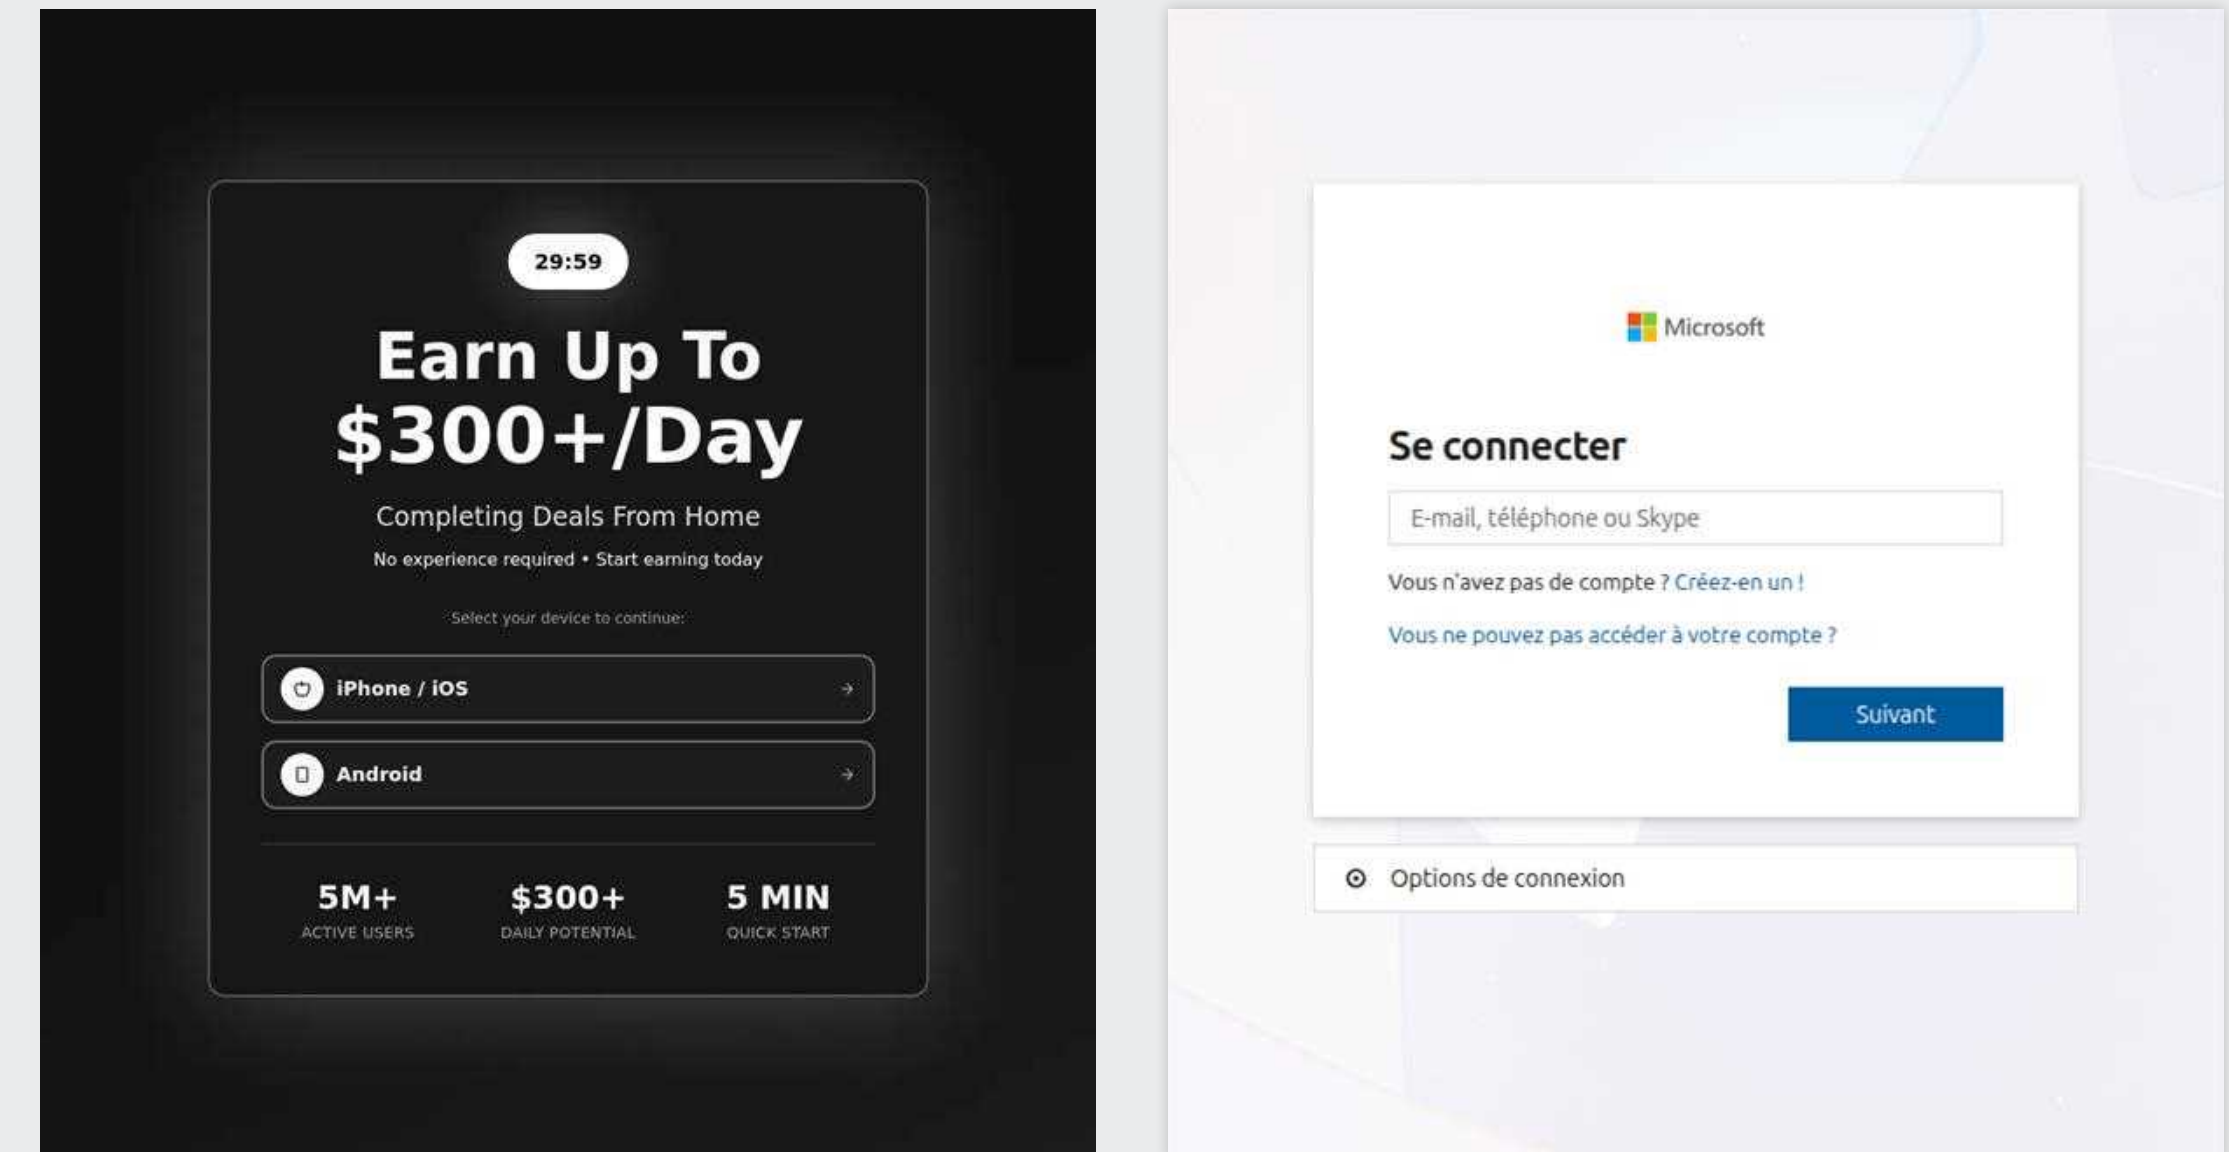 29:59
Earn Up To
$300+/Day
Completing Deals From Home
No experience required • Start earning today
Select your device to continue:
iPhone / iOS →
Android →
5M+ $300+ 5 MIN
ACTIVE USERS DAILY POTENTIAL QUICK START
Microsoft
Se connecter
E-mail, téléphone ou Skype
Vous n'avez pas de compte ? Créez-en un !
Vous ne pouvez pas accéder à votre compte ?
Suivant
Options de connexion